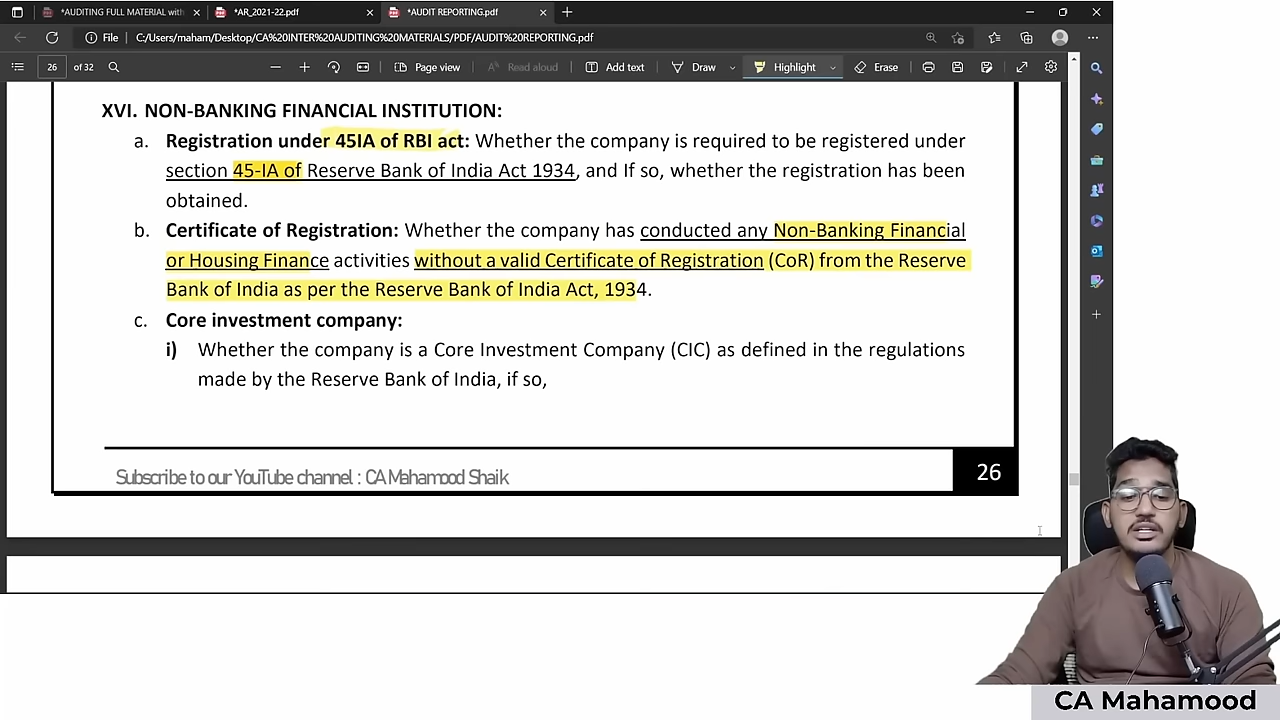 *AUDITING FULL MATERIAL with
*AR_2021-22.pdf
*AUDIT REPORTING.pdf
File
C:/Users/maham/Desktop/CA%20INTER%20AUDITING%20MATERIALS/PDF/AUDIT%20REPORTING.pdf
26 of 32
Page view
Read aloud
Add text
Draw
Highlight
Erase
XVI. NON-BANKING FINANCIAL INSTITUTION:
a. Registration under 45IA of RBI act: Whether the company is required to be registered under
section 45-IA of Reserve Bank of India Act 1934, and If so, whether the registration has been
obtained.
b. Certificate of Registration: Whether the company has conducted any Non-Banking Financial
or Housing Finance activities without a valid Certificate of Registration (CoR) from the Reserve
Bank of India as per the Reserve Bank of India Act, 1934.
c. Core investment company:
i) Whether the company is a Core Investment Company (CIC) as defined in the regulations
made by the Reserve Bank of India, if so,
Subscribe to our YouTube channel : CA Mahamood Shaik
26
CA Mahamood